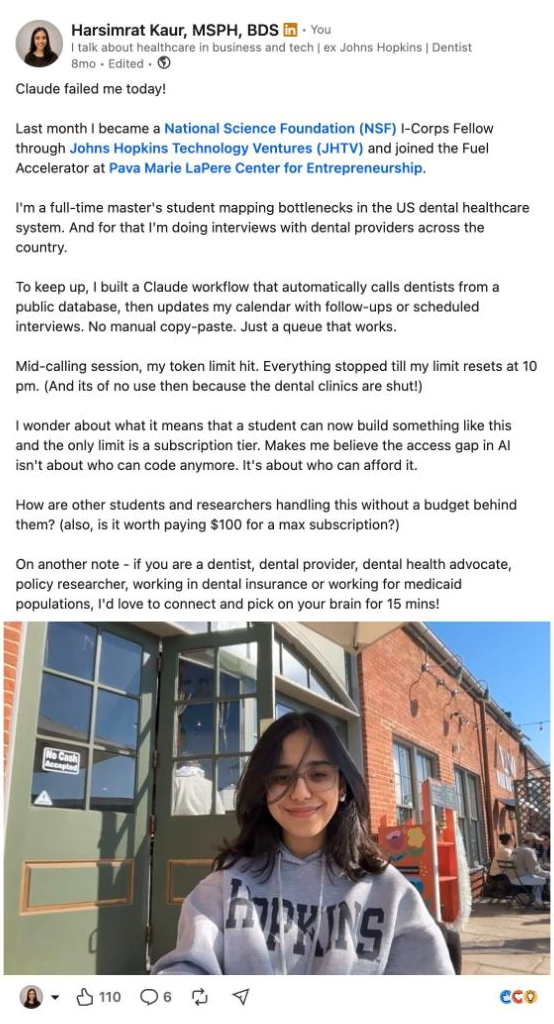 Harsimrat Kaur, MSPH, BDS in • You
I talk about healthcare in business and tech | ex Johns Hopkins | Dentist
8mo • Edited •
Claude failed me today!
Last month I became a National Science Foundation (NSF) I-Corps Fellow
through Johns Hopkins Technology Ventures (JHTV) and joined the Fuel
Accelerator at Pava Marie LaPere Center for Entrepreneurship.
I'm a full-time master's student mapping bottlenecks in the US dental healthcare
system. And for that I'm doing interviews with dental providers across the
country.
To keep up, I built a Claude workflow that automatically calls dentists from a
public database, then updates my calendar with follow-ups or scheduled
interviews. No manual copy-paste. Just a queue that works.
Mid-calling session, my token limit hit. Everything stopped till my limit resets at 10
pm. (And its of no use then because the dental clinics are shut!)
I wonder about what it means that a student can now build something like this
and the only limit is a subscription tier. Makes me believe the access gap in AI
isn't about who can code anymore. It's about who can afford it.
How are other students and researchers handling this without a budget behind
them? (also, is it worth paying $100 for a max subscription?)
On another note - if you are a dentist, dental provider, dental health advocate,
policy researcher, working in dental insurance or working for medicaid
populations, I'd love to connect and pick on your brain for 15 mins!
No Cash
Accepted
HOPKINS
110
6